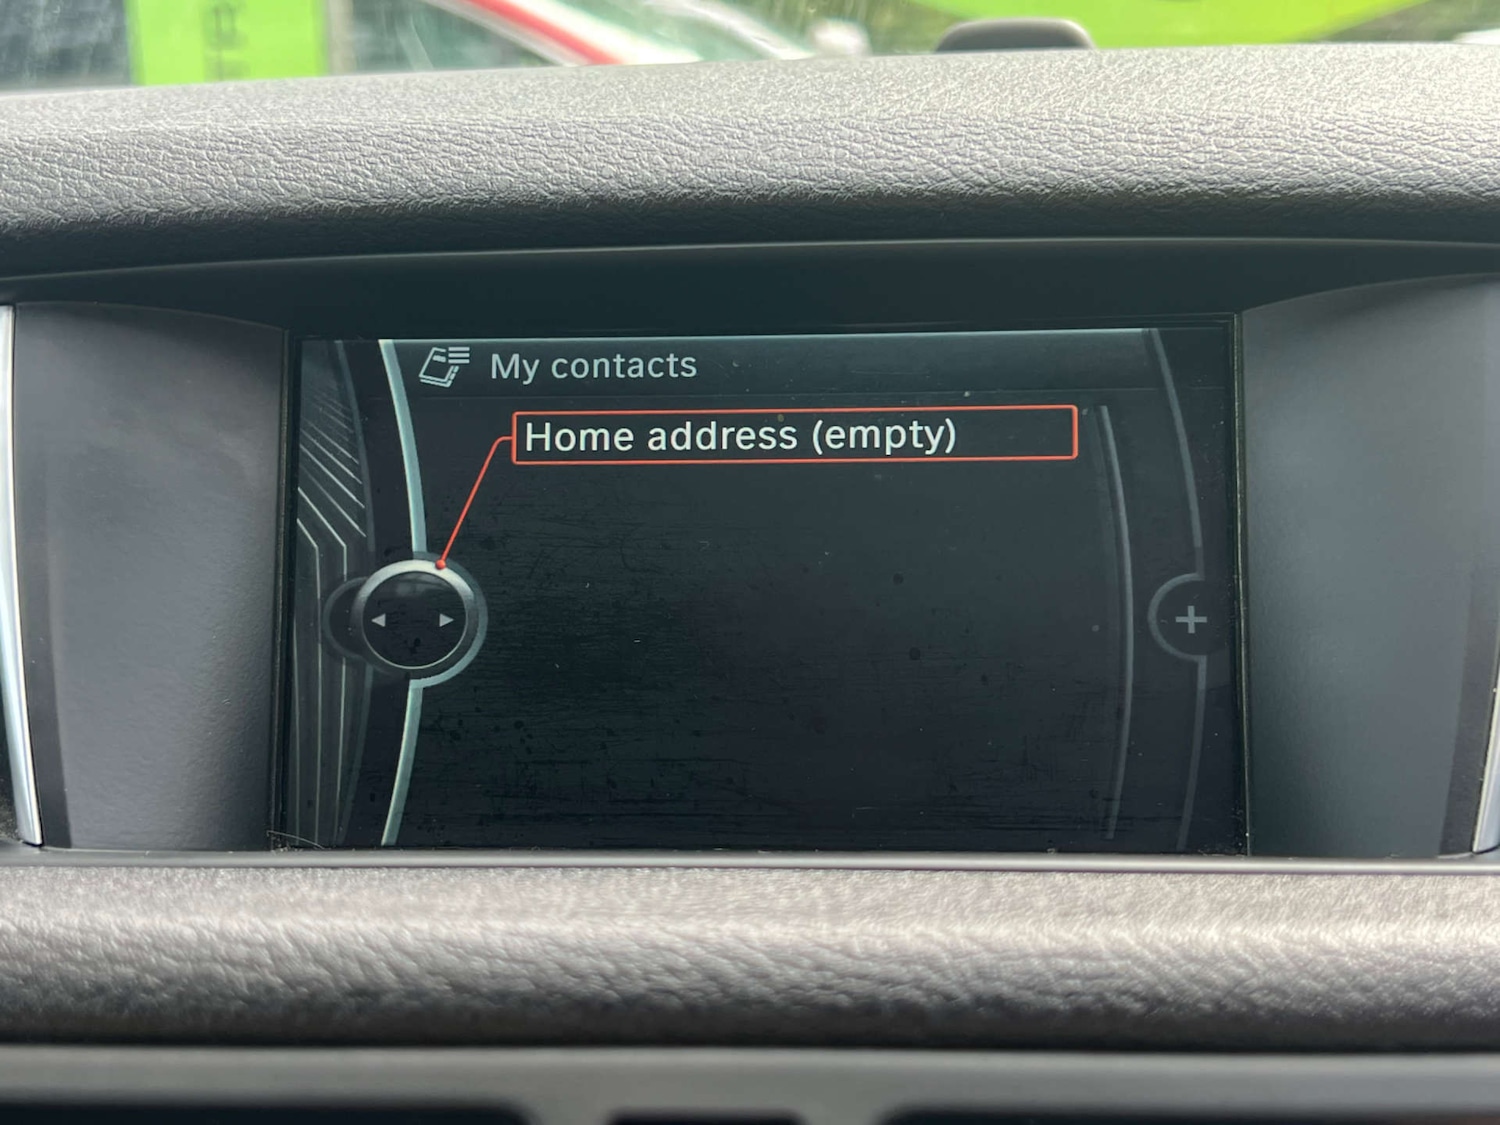 My contacts
Home address (empty)
+